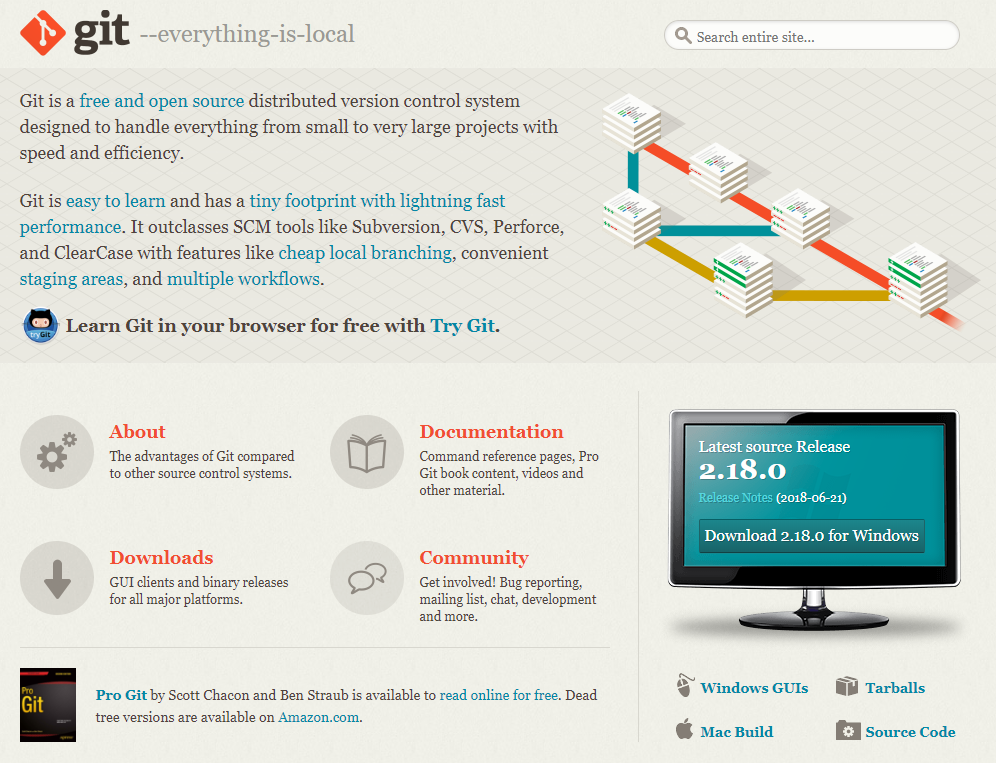 git --everything-is-local
Search entire site...
Git is a free and open source distributed version control system
designed to handle everything from small to very large projects with
speed and efficiency.
Git is easy to learn and has a tiny footprint with lightning fast
performance. It outclasses SCM tools like Subversion, CVS, Perforce,
and ClearCase with features like cheap local branching, convenient
staging areas, and multiple workflows.
tryGit
Learn Git in your browser for free with Try Git.
About
The advantages of Git compared
to other source control systems.
Documentation
Command reference pages, Pro
Git book content, videos and
other material.
Downloads
GUI clients and binary releases
for all major platforms.
Community
Get involved! Bug reporting,
mailing list, chat, development
and more.
Pro
Git
Pro Git by Scott Chacon and Ben Straub is available to read online for free. Dead
tree versions are available on Amazon.com.
Latest source Release
2.18.0
Release Notes (2018-06-21)
Download 2.18.0 for Windows
Windows GUIs
Tarballs
Mac Build
Source Code